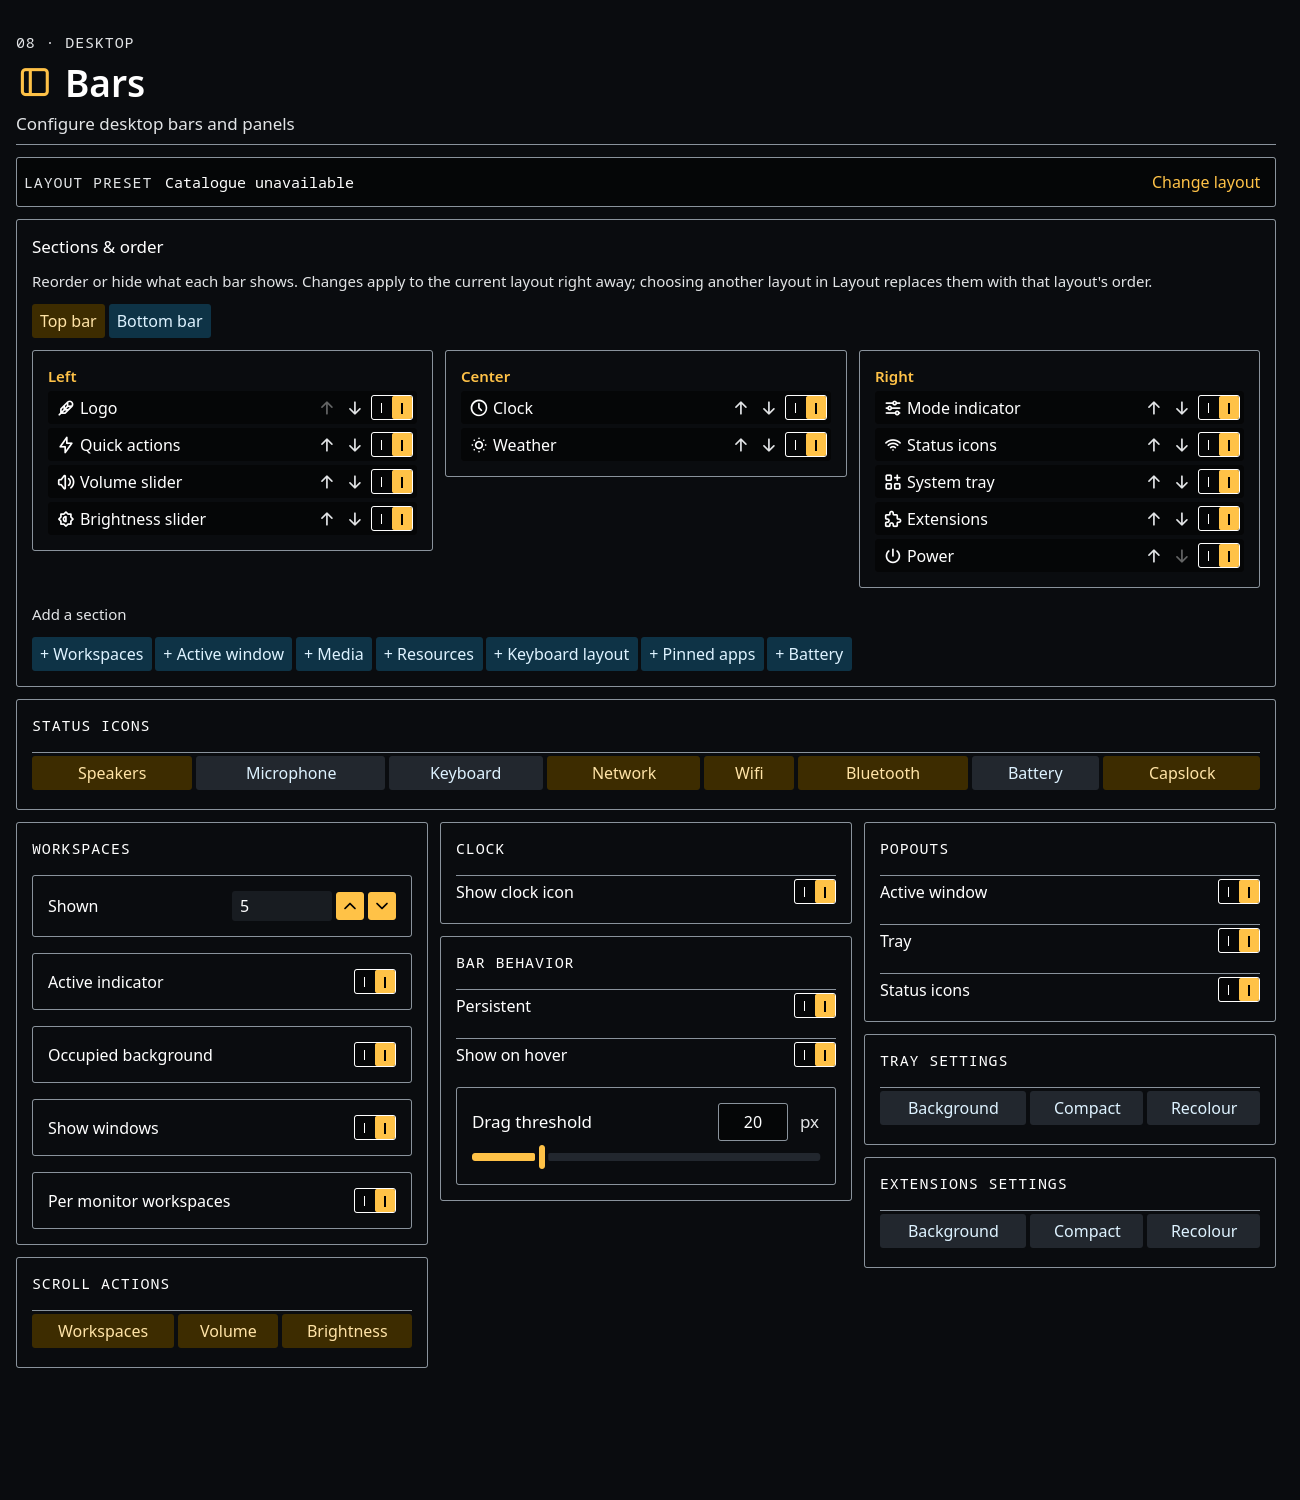 08 · DESKTOP
Bars
Configure desktop bars and panels
LAYOUT PRESET Catalogue unavailable Change layout
Sections & order
Reorder or hide what each bar shows. Changes apply to the current layout right away; choosing another layout in Layout replaces them with that layout's order.
Top bar Bottom bar
Left
Logo
Quick actions
Volume slider
Brightness slider
Center
Clock
Weather
Right
Mode indicator
Status icons
System tray
Extensions
Power
Add a section
+ Workspaces + Active window + Media + Resources + Keyboard layout + Pinned apps + Battery
STATUS ICONS
Speakers Microphone Keyboard Network Wifi Bluetooth Battery Capslock
WORKSPACES
Shown 5
Active indicator
Occupied background
Show windows
Per monitor workspaces
SCROLL ACTIONS
Workspaces Volume Brightness
CLOCK
Show clock icon
BAR BEHAVIOR
Persistent
Show on hover
Drag threshold 20 px
POPOUTS
Active window
Tray
Status icons
TRAY SETTINGS
Background Compact Recolour
EXTENSIONS SETTINGS
Background Compact Recolour